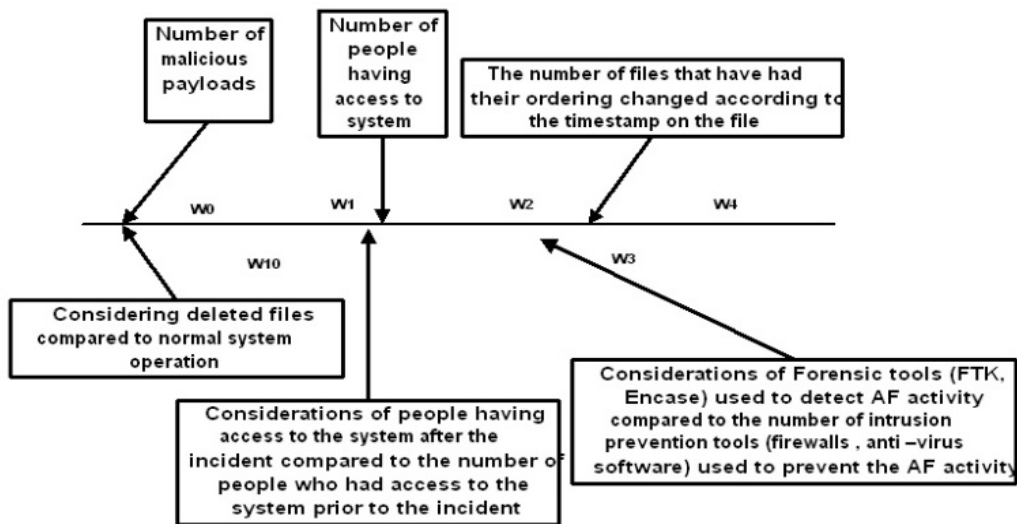 Number of
malicious
payloads
Number of
people
having
access to
system
The number of files that have had
their ordering changed according to
the timestamp on the file
W0
W1
W2
W4
W10
W3
Considering deleted files
compared to normal system
operation
Considerations of people having
access to the system after the
incident compared to the number of
people who had access to the
system prior to the incident
Considerations of Forensic tools (FTK,
Encase) used to detect AF activity
compared to the number of intrusion
prevention tools (firewalls , anti –virus
software) used to prevent the AF activity